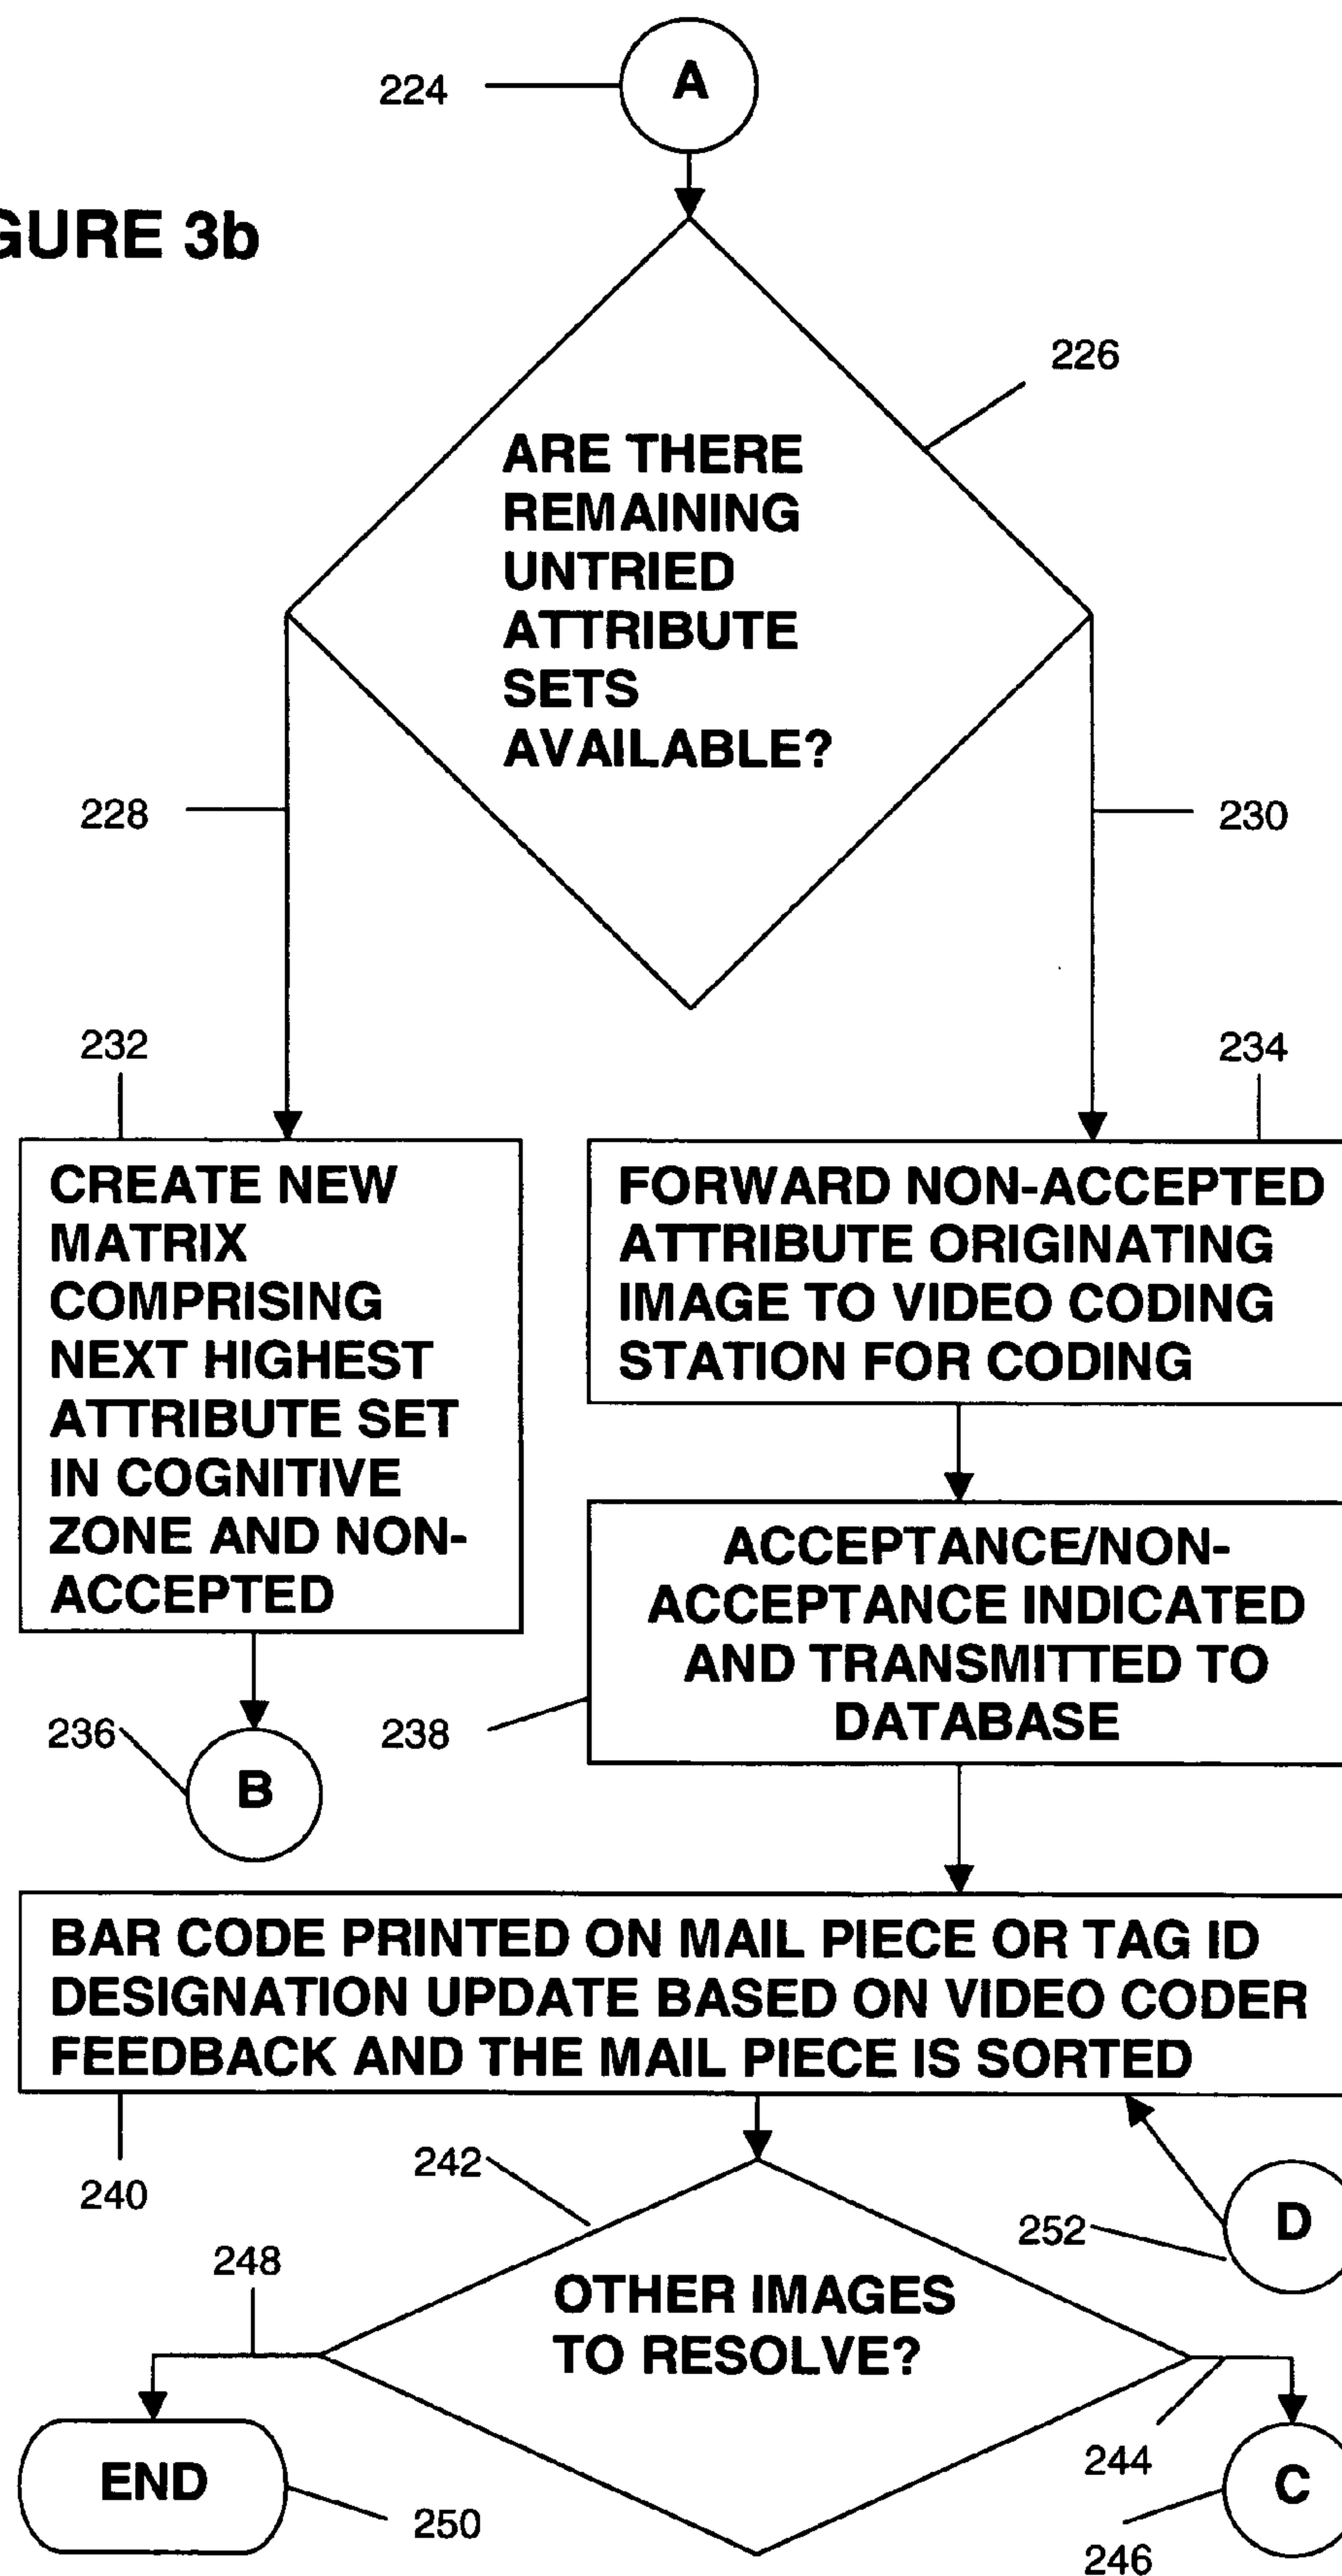 A
224
GURE 3b
226
ARE THERE
REMAINING
UNTRIED
ATTRIBUTE
SETS
AVAILABLE?
228
230
232
234
CREATE NEW
MATRIX
COMPRISING
NEXT HIGHEST
ATTRIBUTE SET
IN COGNITIVE
ZONE AND NON-
ACCEPTED
FORWARD NON-ACCEPTED
ATTRIBUTE ORIGINATING
IMAGE TO VIDEO CODING
STATION FOR CODING
ACCEPTANCE/NON-
ACCEPTANCE INDICATED
AND TRANSMITTED TO
DATABASE
236
238
B
BAR CODE PRINTED ON MAIL PIECE OR TAG ID
DESIGNATION UPDATE BASED ON VIDEO CODER
FEEDBACK AND THE MAIL PIECE IS SORTED
240
242
252
D
248
OTHER IMAGES
TO RESOLVE?
244
END
250
C
246